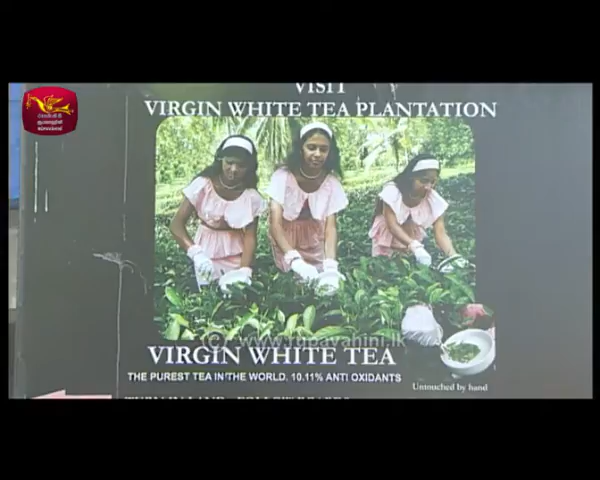 VISIT
VIRGIN WHITE TEA PLANTATION
© www.rupavahini.lk
VIRGIN WHITE TEA
THE PUREST TEA IN THE WORLD. 10.11% ANTI OXIDANTS
Untouched by hand